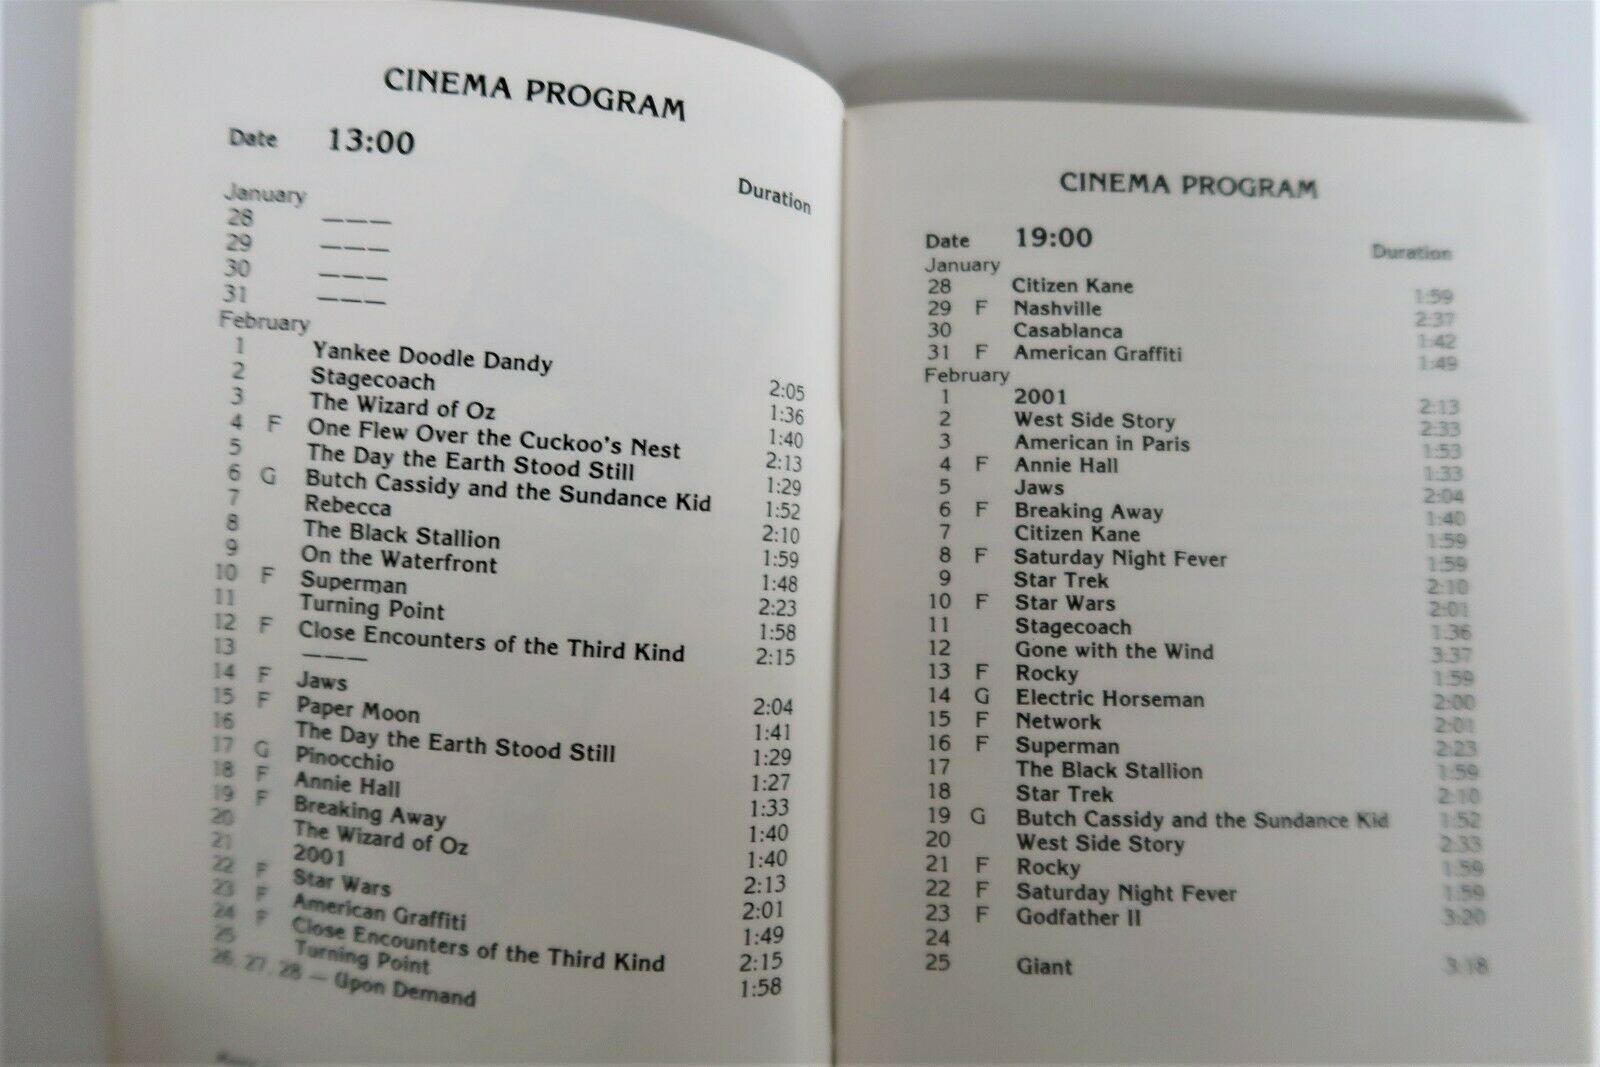 CINEMA PROGRAM
Date 13:00
Duration
January
28 — — —
29 — — —
30 — — —
31 — — —
February
1 Yankee Doodle Dandy 2:05
2 Stagecoach 1:36
3 The Wizard of Oz 1:40
4 F One Flew Over the Cuckoo's Nest 2:13
5 The Day the Earth Stood Still 1:29
6 G Butch Cassidy and the Sundance Kid 1:52
7 Rebecca 2:10
8 The Black Stallion 1:59
9 On the Waterfront 1:48
10 F Superman 2:23
11 Turning Point 1:58
12 F Close Encounters of the Third Kind 2:15
13 — — —
14 F Jaws 2:04
15 F Paper Moon 1:41
16 The Day the Earth Stood Still 1:29
17 G Pinocchio 1:27
18 F Annie Hall 1:33
19 F Breaking Away 1:40
20 The Wizard of Oz 1:40
21 2001 2:13
22 F Star Wars 2:01
23 F American Graffiti 1:49
24 F Close Encounters of the Third Kind 2:15
25 Turning Point 1:58
26, 27, 28 — Upon Demand
CINEMA PROGRAM
Date 19:00 Duration
January
28 Citizen Kane 1:59
29 F Nashville 2:37
30 Casablanca 1:42
31 F American Graffiti 1:49
February
1 2001 2:13
2 West Side Story 2:33
3 American in Paris 1:53
4 F Annie Hall 1:33
5 Jaws 2:04
6 F Breaking Away 1:40
7 Citizen Kane 1:59
8 F Saturday Night Fever 1:59
9 Star Trek 2:10
10 F Star Wars 2:01
11 Stagecoach 1:36
12 Gone with the Wind 3:37
13 F Rocky 1:59
14 G Electric Horseman 2:00
15 F Network 2:01
16 F Superman 2:23
17 The Black Stallion 1:59
18 Star Trek 2:10
19 G Butch Cassidy and the Sundance Kid 1:52
20 West Side Story 2:33
21 F Rocky 1:59
22 F Saturday Night Fever 1:59
23 F Godfather II 3:20
24
25 Giant 3:18